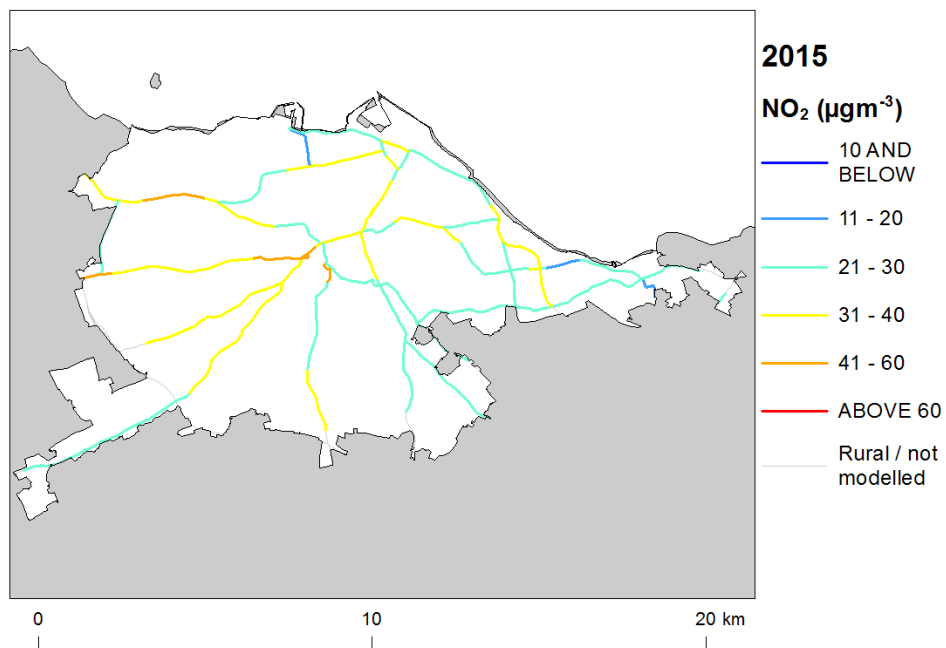 2015
NO₂ (µgm⁻³)
10 AND
BELOW
11 - 20
21 - 30
31 - 40
41 - 60
ABOVE 60
Rural / not
modelled
0 10 20 km